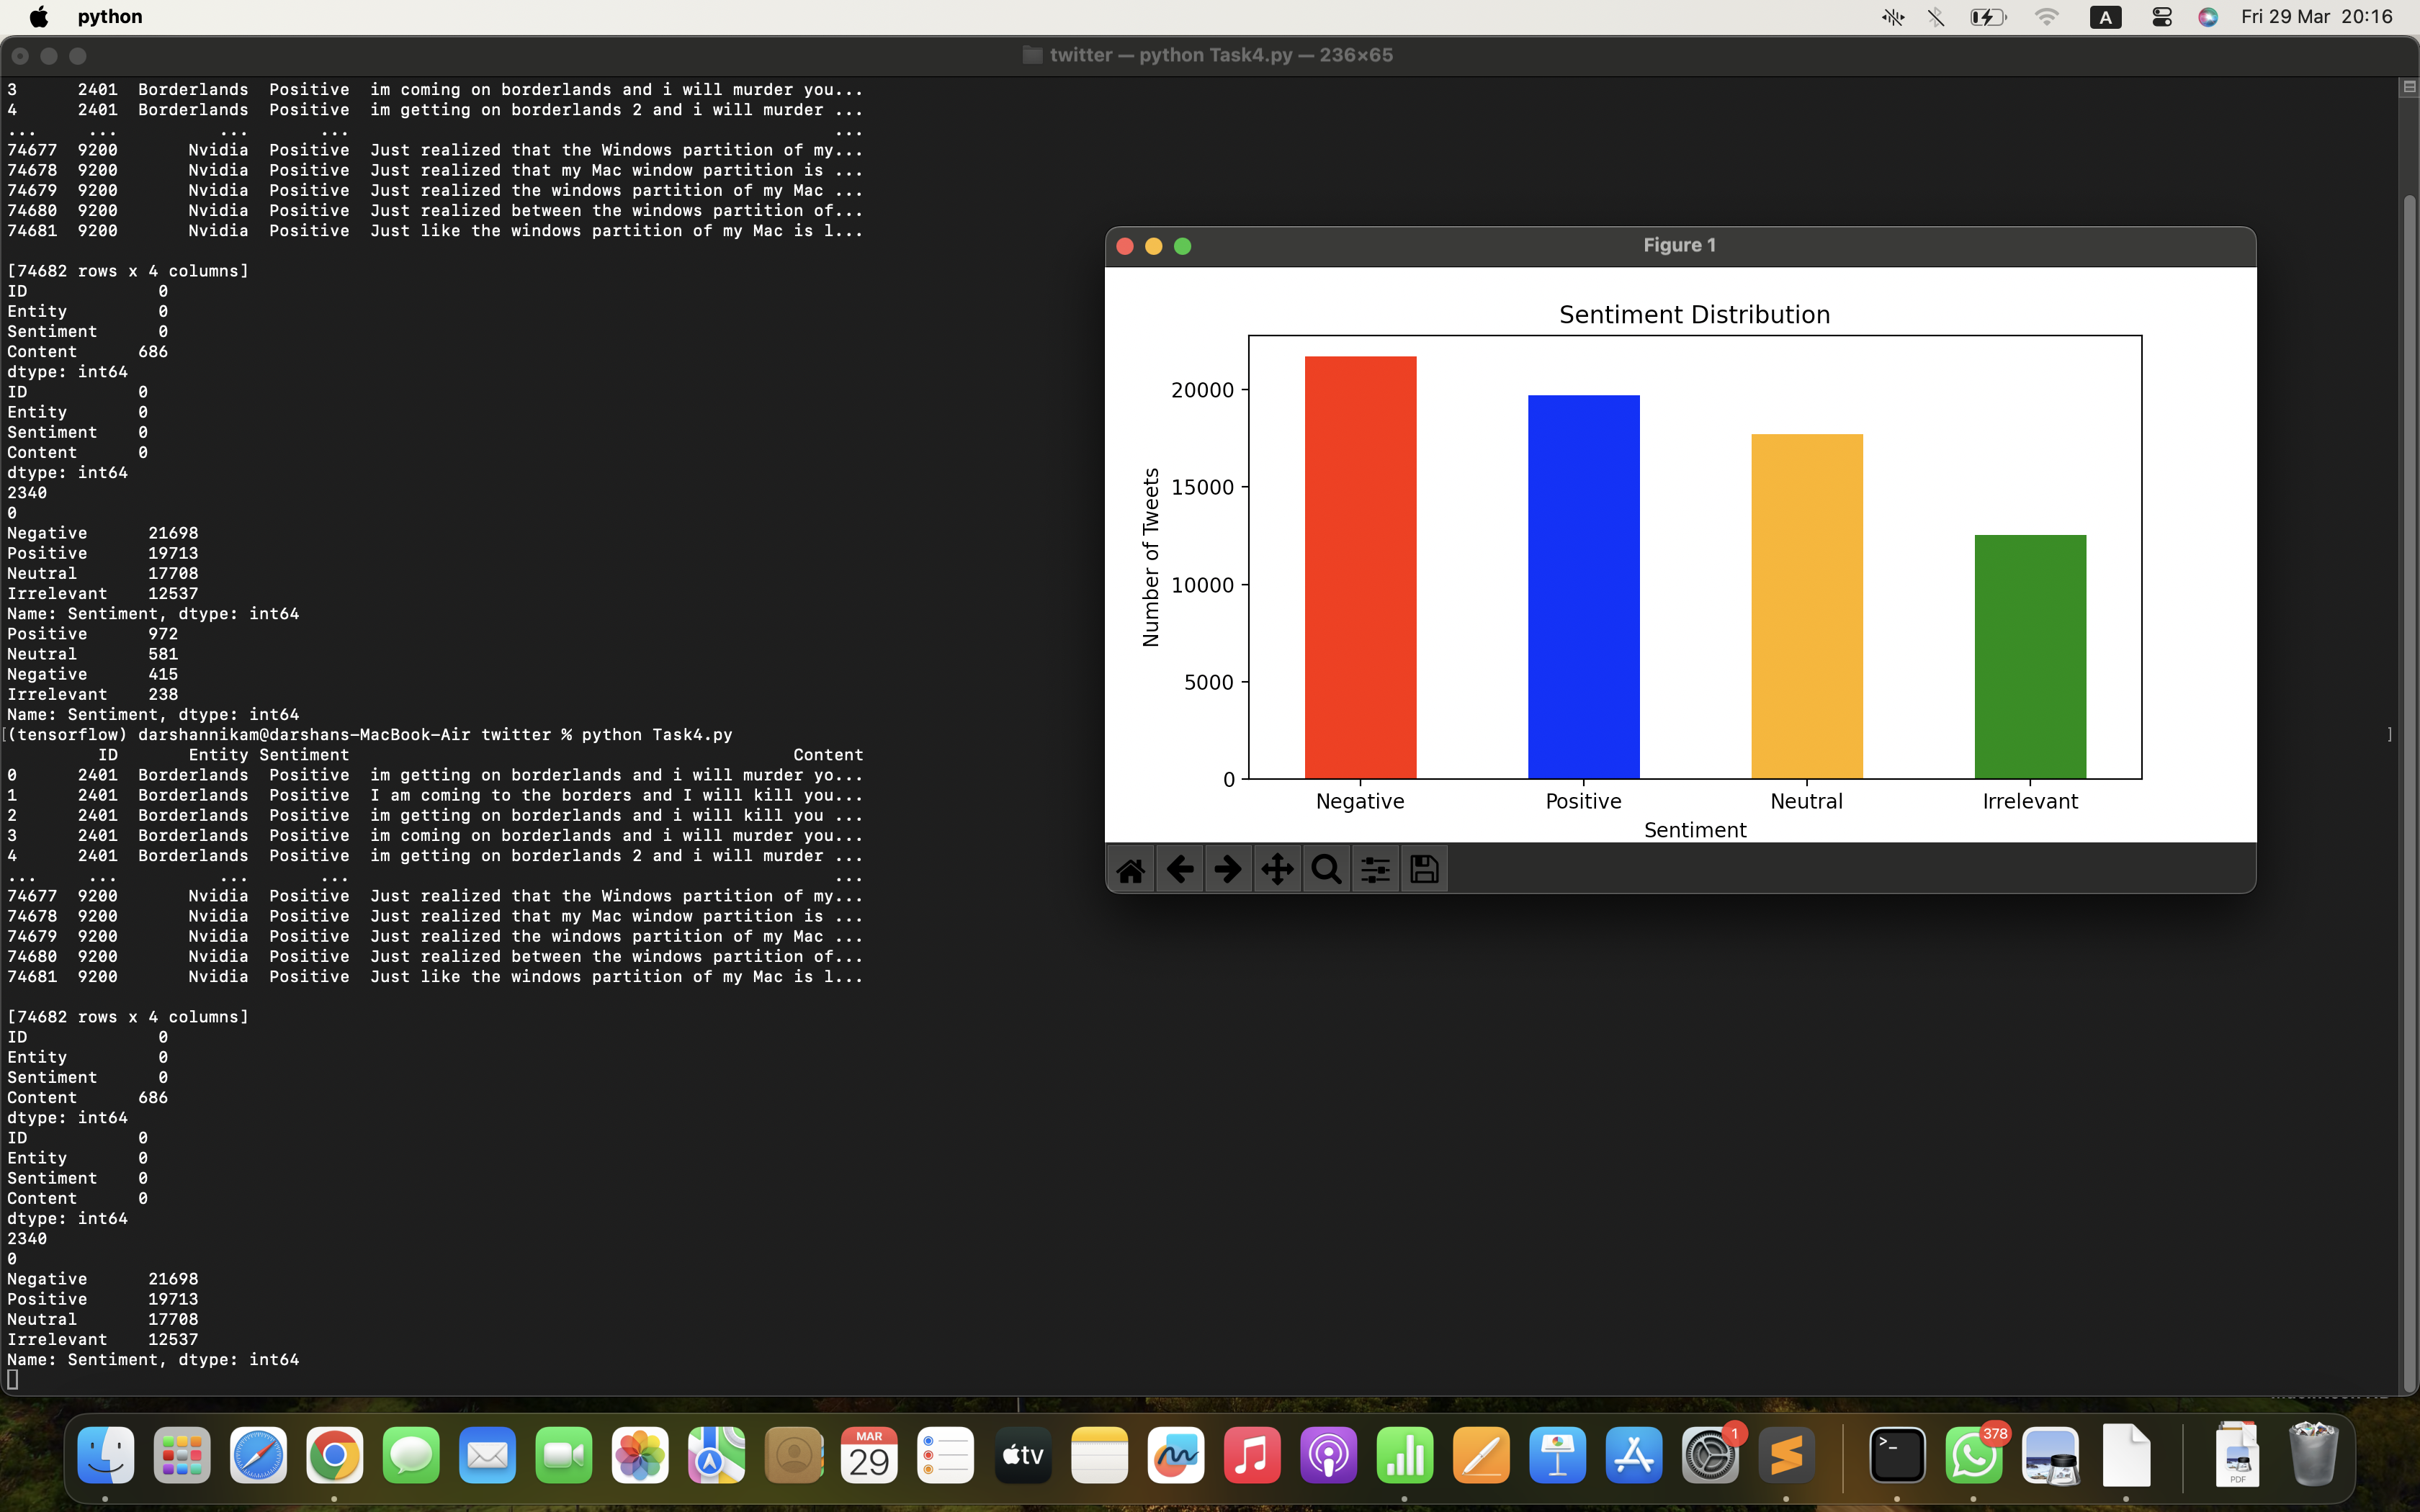 python
A
Fri 29 Mar 20:16
twitter — python Task4.py — 236×65
3 2401 Borderlands Positive im coming on borderlands and i will murder you...
4 2401 Borderlands Positive im getting on borderlands 2 and i will murder ...
... ... ... ... ...
74677 9200 Nvidia Positive Just realized that the Windows partition of my...
74678 9200 Nvidia Positive Just realized that my Mac window partition is ...
74679 9200 Nvidia Positive Just realized the windows partition of my Mac ...
74680 9200 Nvidia Positive Just realized between the windows partition of...
74681 9200 Nvidia Positive Just like the windows partition of my Mac is l...
[74682 rows x 4 columns]
ID 0
Entity 0
Sentiment 0
Content 686
dtype: int64
ID 0
Entity 0
Sentiment 0
Content 0
dtype: int64
2340
0
Negative 21698
Positive 19713
Neutral 17708
Irrelevant 12537
Name: Sentiment, dtype: int64
Positive 972
Neutral 581
Negative 415
Irrelevant 238
Name: Sentiment, dtype: int64
[(tensorflow) darshannikam@darshans-MacBook-Air twitter % python Task4.py ]
ID Entity Sentiment Content
0 2401 Borderlands Positive im getting on borderlands and i will murder yo...
1 2401 Borderlands Positive I am coming to the borders and I will kill you...
2 2401 Borderlands Positive im getting on borderlands and i will kill you ...
3 2401 Borderlands Positive im coming on borderlands and i will murder you...
4 2401 Borderlands Positive im getting on borderlands 2 and i will murder ...
... ... ... ... ...
74677 9200 Nvidia Positive Just realized that the Windows partition of my...
74678 9200 Nvidia Positive Just realized that my Mac window partition is ...
74679 9200 Nvidia Positive Just realized the windows partition of my Mac ...
74680 9200 Nvidia Positive Just realized between the windows partition of...
74681 9200 Nvidia Positive Just like the windows partition of my Mac is l...
[74682 rows x 4 columns]
ID 0
Entity 0
Sentiment 0
Content 686
dtype: int64
ID 0
Entity 0
Sentiment 0
Content 0
dtype: int64
2340
0
Negative 21698
Positive 19713
Neutral 17708
Irrelevant 12537
Name: Sentiment, dtype: int64
Figure 1
Sentiment Distribution
Number of Tweets
20000
15000
10000
5000
0
Negative Positive Neutral Irrelevant
Sentiment
MAR
29
tv
1
>_
378
PDF